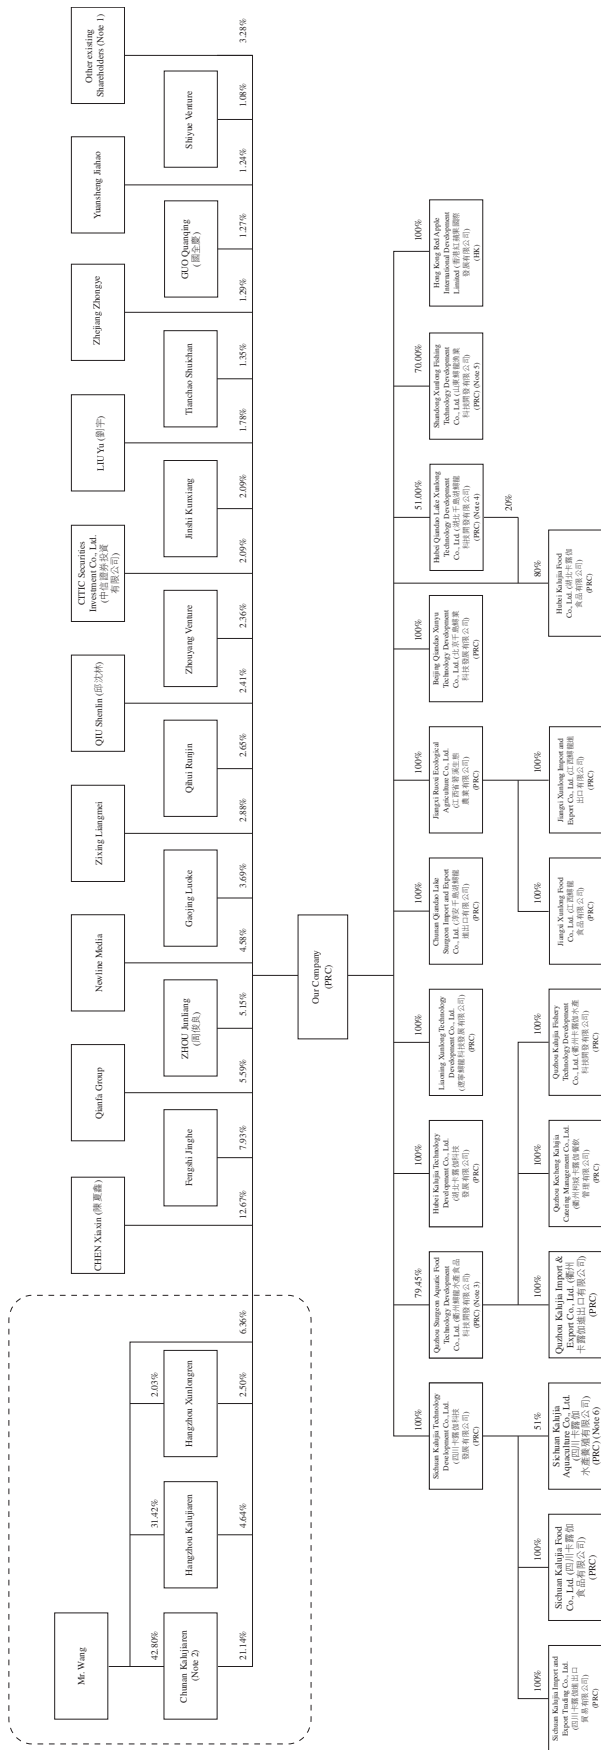 Mr. Wang
42.80%
31.42%
2.03%
6.36%
Chunan Kalujiaren
(Note 2)
Hangzhou Kalujiaren
Hangzhou Xunlongren
21.14%
4.64%
2.50%
CHEN Xiaxin (陳夏鑫)
12.67%
Fengshi Jinghe
7.93%
Qianfa Group
5.59%
ZHOU Junliang
(周俊良)
5.15%
Newline Media
4.58%
Gaojing Luoke
3.69%
Zixing Liangmei
2.88%
Qihui Runjin
2.65%
QIU Shenlin (邱沈林)
2.41%
Zhouyang Venture
2.36%
CITIC Securities
Investment Co., Ltd.
(中信證券投資
有限公司)
2.09%
Jinshi Kunxiang
2.09%
LIU Yu (劉宇)
1.78%
Tianchao Shuichan
1.35%
Zhejiang Zhongye
1.29%
GUO Quanqing
(國全慶)
1.27%
Yuansheng Jiahao
1.24%
Shiyue Venture
1.08%
Other existing
Shareholders (Note 1)
3.28%
Our Company
(PRC)
100%
79.45%
100%
100%
100%
100%
100%
51.00%
70.00%
100%
Sichuan Kalujia Technology
Development Co., Ltd.
(四川卡露伽科技
發展有限公司)
(PRC)
Quzhou Sturgeon Aquatic Food
Technology Development
Co., Ltd. (衢州鱘龍水產食品
科技開發有限公司)
(PRC) (Note 3)
Hubei Kalujia Technology
Development Co., Ltd.
(湖北卡露伽科技
發展有限公司)
(PRC)
Liaoning Xunlong Technology
Development Co., Ltd.
(遼寧鱘龍科技發展有限公司)
(PRC)
Chunan Qiandao Lake
Sturgeon Import and Export
Co., Ltd. (淳安千島湖鱘龍
進出口有限公司)
(PRC)
Jiangxi Ruoxi Ecological
Agriculture Co., Ltd.
(江西省箬溪生態
農業有限公司)
(PRC)
Beijing Qiandao Xunyu
Technology Development
Co., Ltd. (北京千島鱘業
科技發展有限公司)
(PRC)
Hubei Qiandao Lake Xunlong
Technology Development
Co., Ltd. (湖北千島湖鱘龍
科技開發有限公司)
(PRC) (Note 4)
Shandong Xunlong Fishing
Technology Development
Co., Ltd. (山東鱘龍漁業
科技開發有限公司)
(PRC) (Note 5)
Hong Kong Red Apple
International Development
Limited (香港紅蘋果國際
發展有限公司)
(HK)
100%
100%
51%
100%
100%
100%
100%
100%
80%
20%
Sichuan Kalujia Import and
Export Trading Co., Ltd.
(四川卡露伽進出口
貿易有限公司)
(PRC)
Sichuan Kalujia Food
Co., Ltd. (四川卡露伽
食品有限公司)
(PRC)
Sichuan Kalujia
Aquaculture Co., Ltd.
(四川卡露伽
水產養殖有限公司)
(PRC) (Note 6)
Quzhou Kalujia Import &
Export Co., Ltd. (衢州
卡露伽進出口有限公司)
(PRC)
Quzhou Kecheng Kalujia
Catering Management Co., Ltd.
(衢州柯城卡露伽餐飲
管理有限公司)
(PRC)
Quzhou Kalujia Fishery
Technology Development
Co., Ltd. (衢州卡露伽水產
科技開發有限公司)
(PRC)
Jiangxi Xunlong Food
Co., Ltd. (江西鱘龍
食品有限公司)
(PRC)
Jiangxi Xunlong Import and
Export Co., Ltd. (江西鱘龍進
出口有限公司)
(PRC)
Hubei Kalujia Food
Co., Ltd. (湖北卡露伽
食品有限公司)
(PRC)